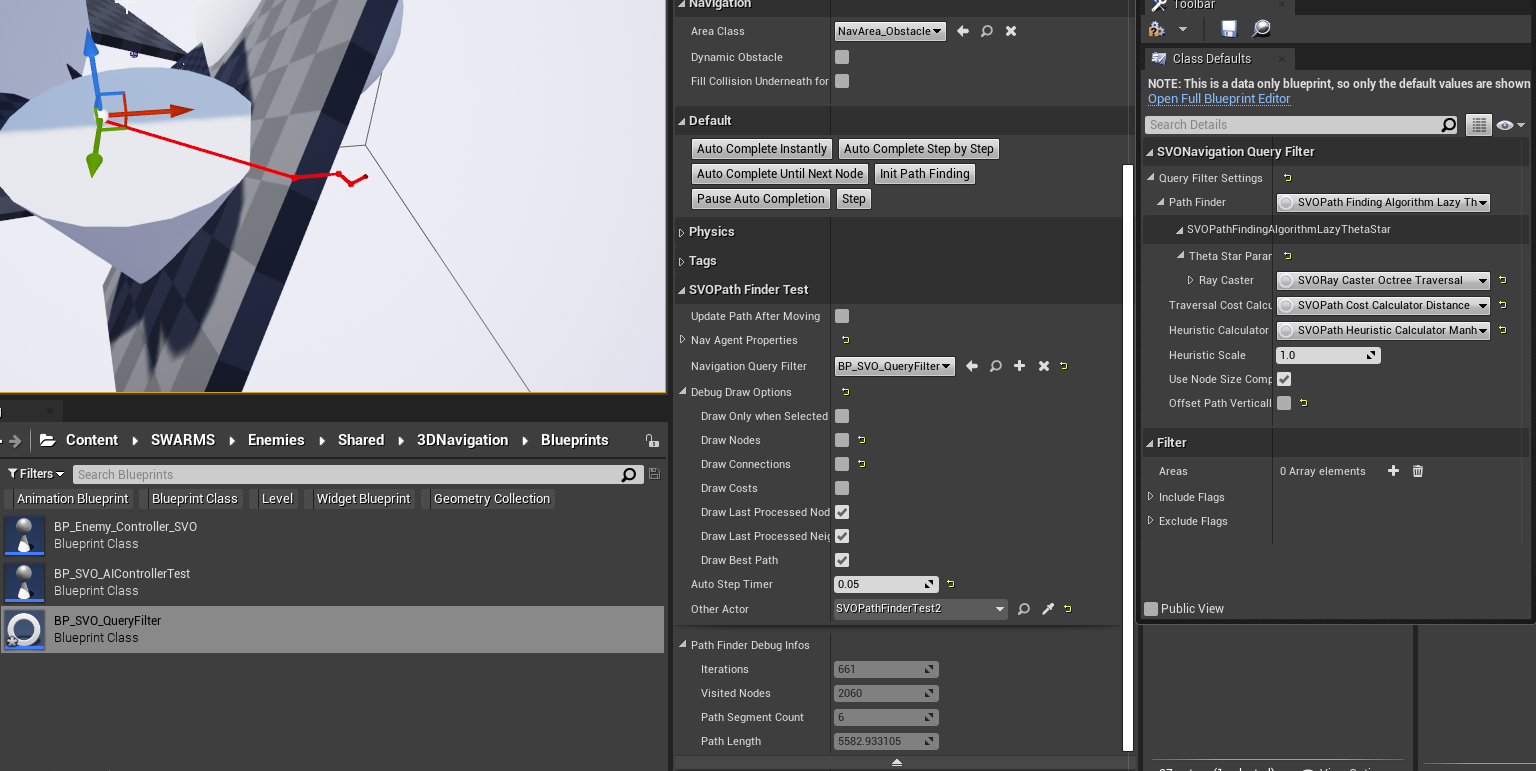 Navigation
Area Class
NavArea_Obstacle
Dynamic Obstacle
Fill Collision Underneath for
Default
Auto Complete Instantly
Auto Complete Step by Step
Auto Complete Until Next Node
Init Path Finding
Pause Auto Completion
Step
Physics
Tags
SVOPath Finder Test
Update Path After Moving
Nav Agent Properties
Navigation Query Filter
BP_SVO_QueryFilter
Debug Draw Options
Draw Only when Selected
Draw Nodes
Draw Connections
Draw Costs
Draw Last Processed Nod
Draw Last Processed Neig
Draw Best Path
Auto Step Timer
0.05
Other Actor
SVOPathFinderTest2
Path Finder Debug Infos
Iterations
661
Visited Nodes
2060
Path Segment Count
6
Path Length
5582.933105
Content
SWARMS
Enemies
Shared
3DNavigation
Blueprints
Filters
Search Blueprints
Animation Blueprint
Blueprint Class
Level
Widget Blueprint
Geometry Collection
BP_Enemy_Controller_SVO
Blueprint Class
BP_SVO_AIControllerTest
Blueprint Class
BP_SVO_QueryFilter
Blueprint Class
Toolbar
Class Defaults
NOTE: This is a data only blueprint, so only the default values are shown
Open Full Blueprint Editor
Search Details
SVONavigation Query Filter
Query Filter Settings
Path Finder
SVOPath Finding Algorithm Lazy Th
SVOPathFindingAlgorithmLazyThetaStar
Theta Star Parar
Ray Caster
SVORay Caster Octree Traversal
Traversal Cost Calcu
SVOPath Cost Calculator Distance
Heuristic Calculator
SVOPath Heuristic Calculator Manh
Heuristic Scale
1.0
Use Node Size Comp
Offset Path Verticall
Filter
Areas
0 Array elements
Include Flags
Exclude Flags
Public View